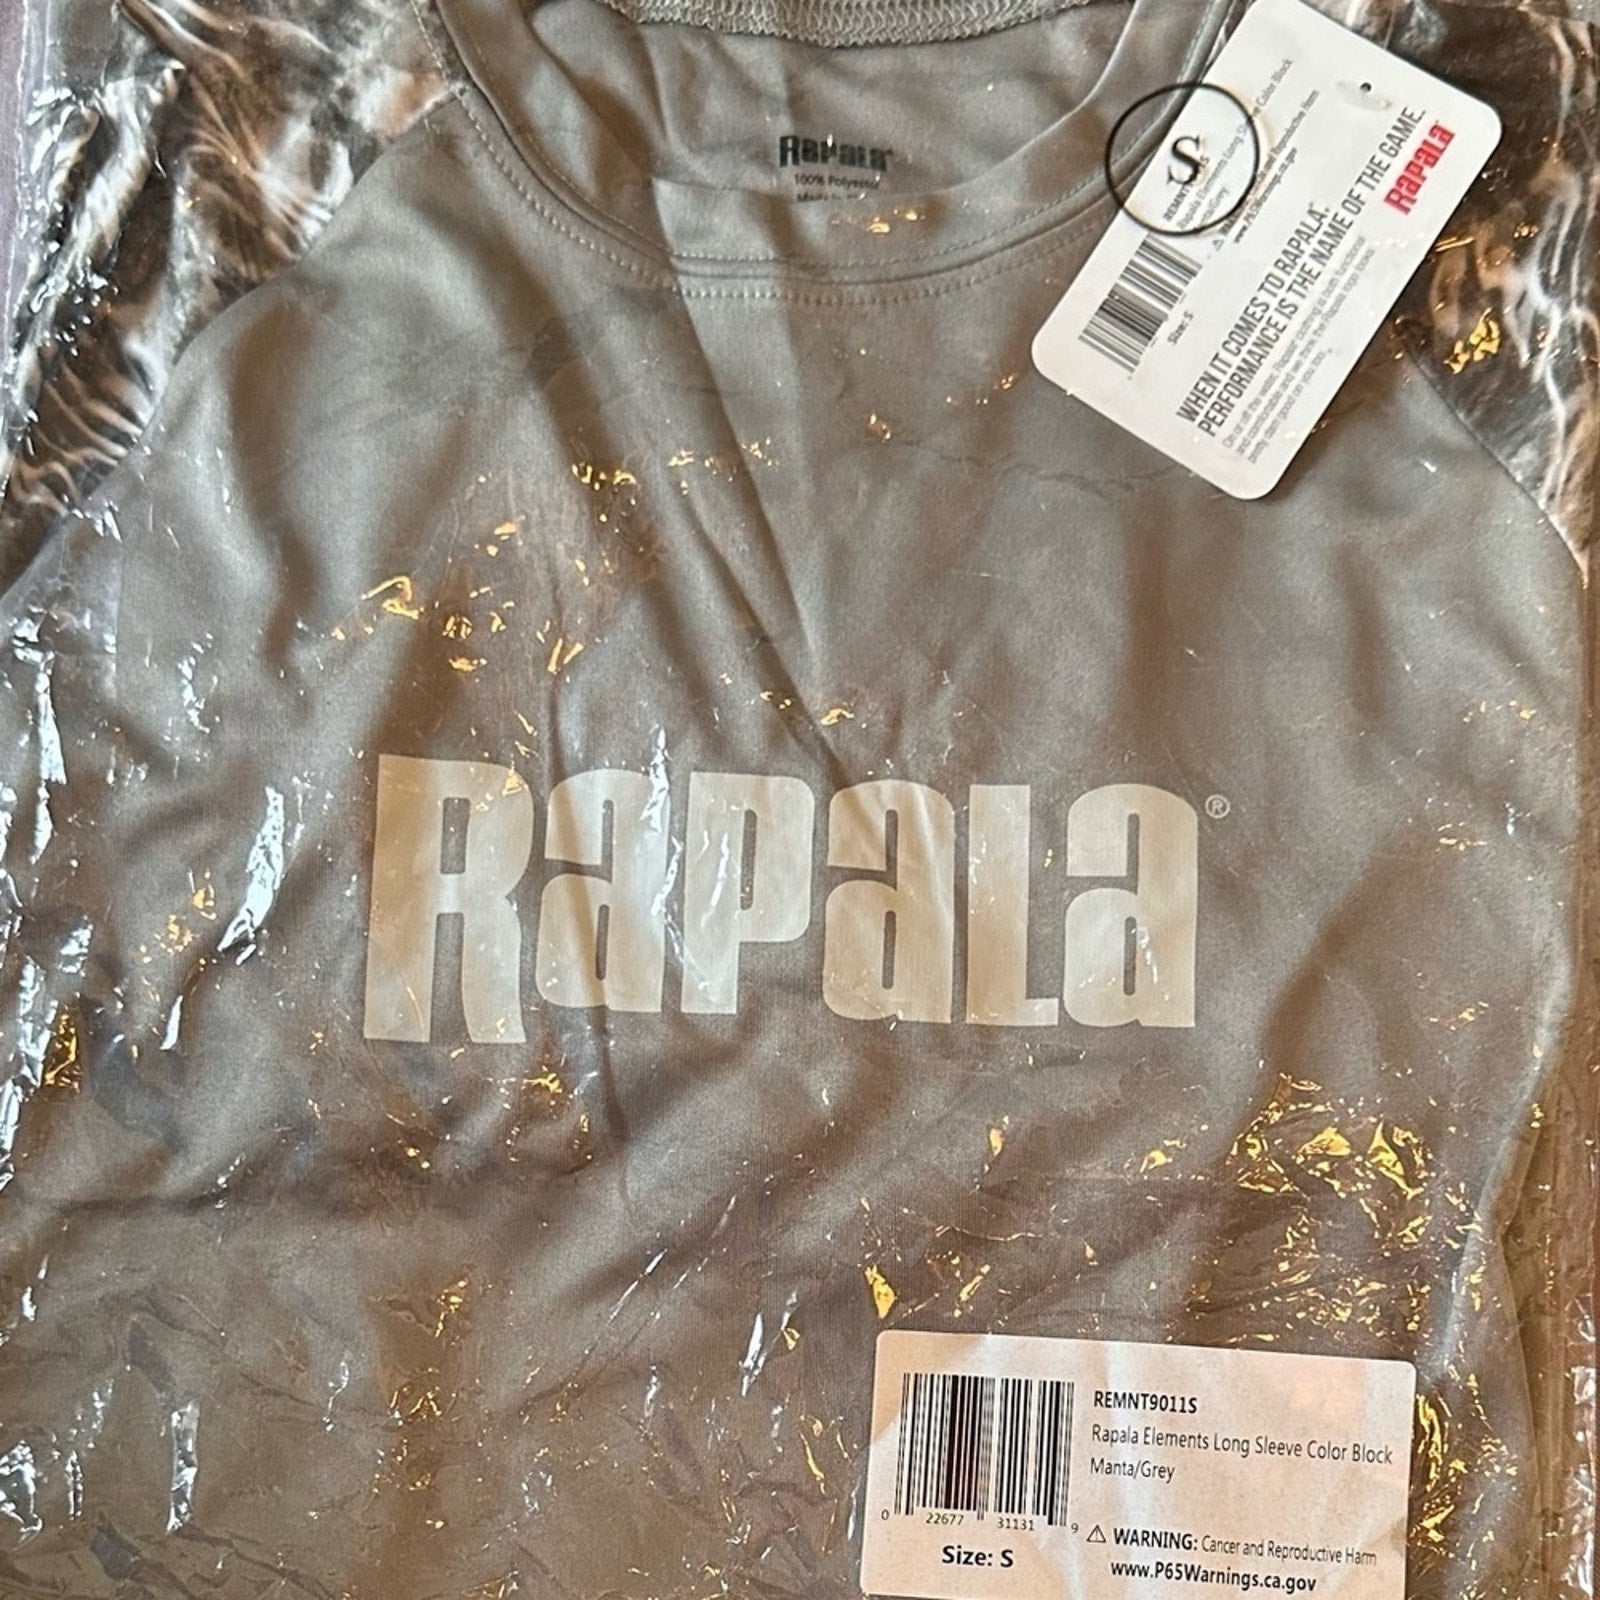 Rapala®
100% Polyester
Made in
S
Size: S
WHEN IT COMES TO RAPALA,
PERFORMANCE IS THE NAME OF THE GAME.
Rapala
Rapala®
REMNT9011S
Rapala Elements Long Sleeve Color Block
Manta/Grey
0 22677 31131 9
Size: S
⚠ WARNING: Cancer and Reproductive Harm
www.P65Warnings.ca.gov